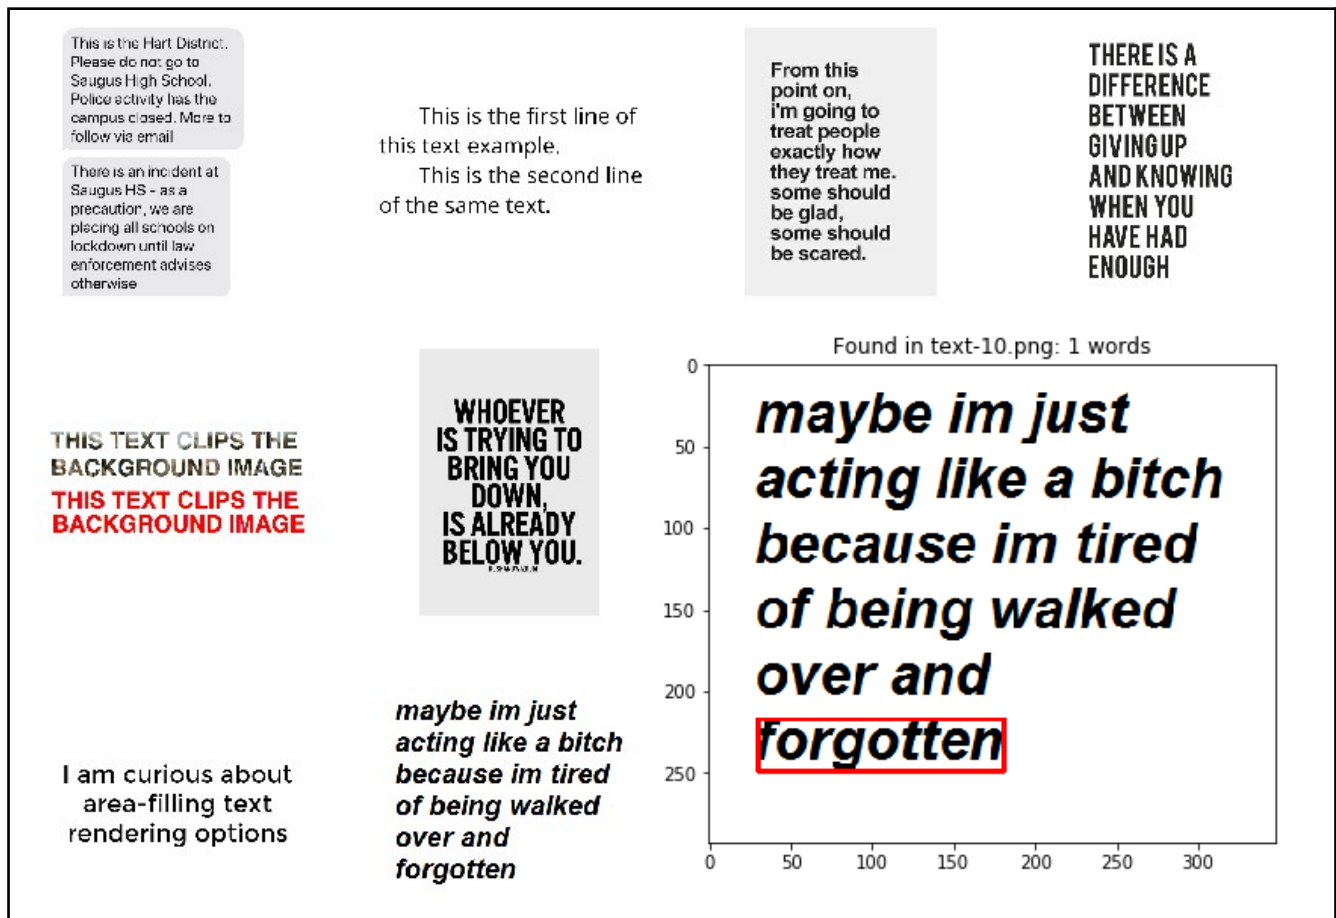 This is the Hart District.
Please do not go to
Saugus High School.
Police activity has the
campus closed. More to
follow via email
There is an incident at
Saugus HS - as a
precaution, we are
placing all schools on
lockdown until law
enforcement advises
otherwise
This is the first line of
this text example.
This is the second line
of the same text.
From this
point on,
i'm going to
treat people
exactly how
they treat me.
some should
be glad,
some should
be scared.
THERE IS A
DIFFERENCE
BETWEEN
GIVING UP
AND KNOWING
WHEN YOU
HAVE HAD
ENOUGH
THIS TEXT CLIPS THE
BACKGROUND IMAGE
THIS TEXT CLIPS THE
BACKGROUND IMAGE
WHOEVER
IS TRYING TO
BRING YOU
DOWN,
IS ALREADY
BELOW YOU.
Found in text-10.png: 1 words
0
50
100
150
200
250
maybe im just
acting like a bitch
because im tired
of being walked
over and
forgotten
0 50 100 150 200 250 300
I am curious about
area-filling text
rendering options
maybe im just
acting like a bitch
because im tired
of being walked
over and
forgotten